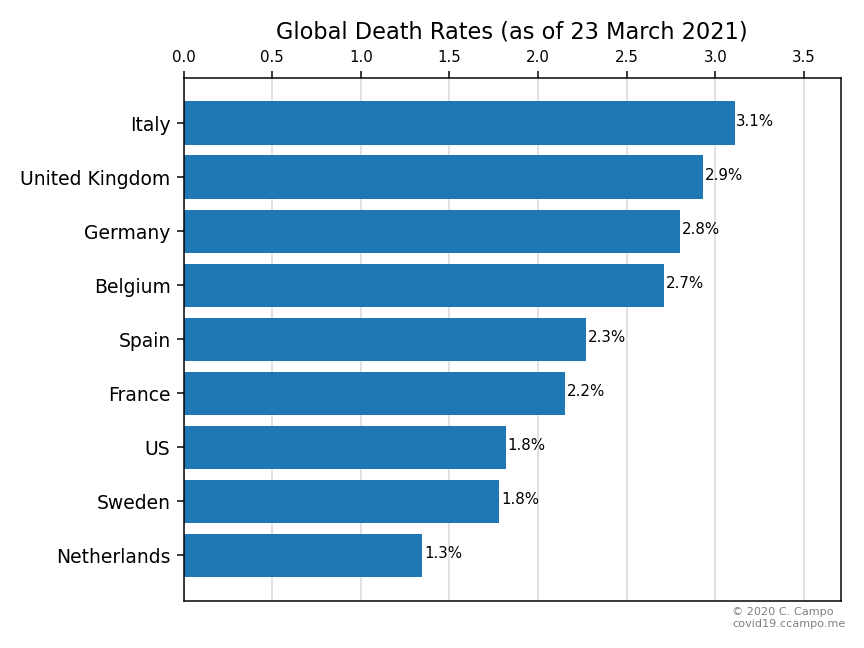 Global Death Rates (as of 23 March 2021)
0.0 0.5 1.0 1.5 2.0 2.5 3.0 3.5
Italy 3.1%
United Kingdom 2.9%
Germany 2.8%
Belgium 2.7%
Spain 2.3%
France 2.2%
US 1.8%
Sweden 1.8%
Netherlands 1.3%
© 2020 C. Campo
covid19.ccampo.me